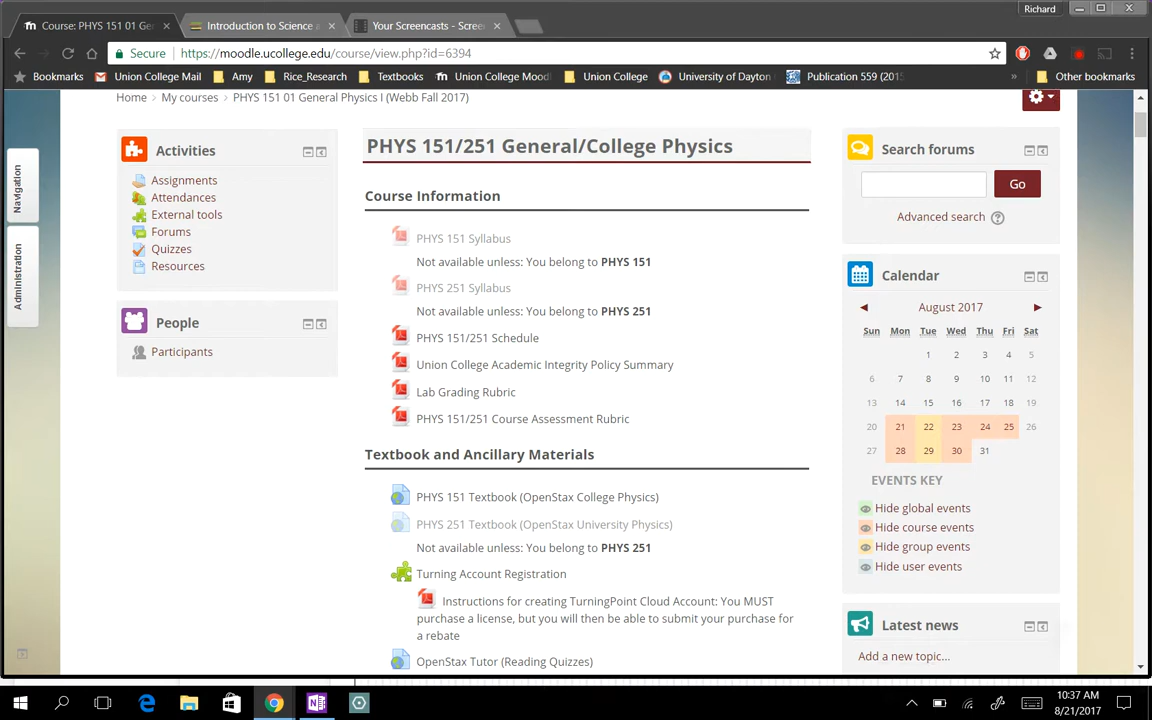 Richard
Course: PHYS 151 01 Ge
Introduction to Science a
Your Screencasts - Scree
Secure
https://moodle.ucollege.edu/course/view.php?id=6394
Bookmarks
Union College Mail
Amy
Rice_Research
Textbooks
Union College Mood
Union College
University of Dayton
Publication 559 (201
»
Other bookmarks
Home > My courses > PHYS 151 01 General Physics I (Webb Fall 2017)
Navigation
Administration
Activities
Assignments
Attendances
External tools
Forums
Quizzes
Resources
People
Participants
PHYS 151/251 General/College Physics
Course Information
PHYS 151 Syllabus
Not available unless: You belong to PHYS 151
PHYS 251 Syllabus
Not available unless: You belong to PHYS 251
PHYS 151/251 Schedule
Union College Academic Integrity Policy Summary
Lab Grading Rubric
PHYS 151/251 Course Assessment Rubric
Textbook and Ancillary Materials
PHYS 151 Textbook (OpenStax College Physics)
PHYS 251 Textbook (OpenStax University Physics)
Not available unless: You belong to PHYS 251
Turning Account Registration
Instructions for creating TurningPoint Cloud Account: You MUST
purchase a license, but you will then be able to submit your purchase for
a rebate
OpenStax Tutor (Reading Quizzes)
Search forums
Go
Advanced search
Calendar
◄ August 2017 ►
Sun Mon Tue Wed Thu Fri Sat
1 2 3 4 5
6 7 8 9 10 11 12
13 14 15 16 17 18 19
20 21 22 23 24 25 26
27 28 29 30 31
EVENTS KEY
Hide global events
Hide course events
Hide group events
Hide user events
Latest news
Add a new topic...
10:37 AM
8/21/2017